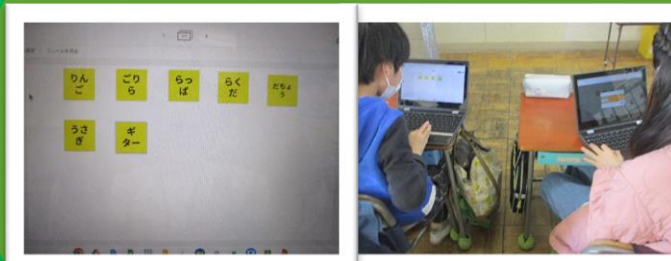 りん
ご
ごり
ら
らっ
ぱ
らく
だ
だちょ
う
うさ
ぎ
ギ
ター